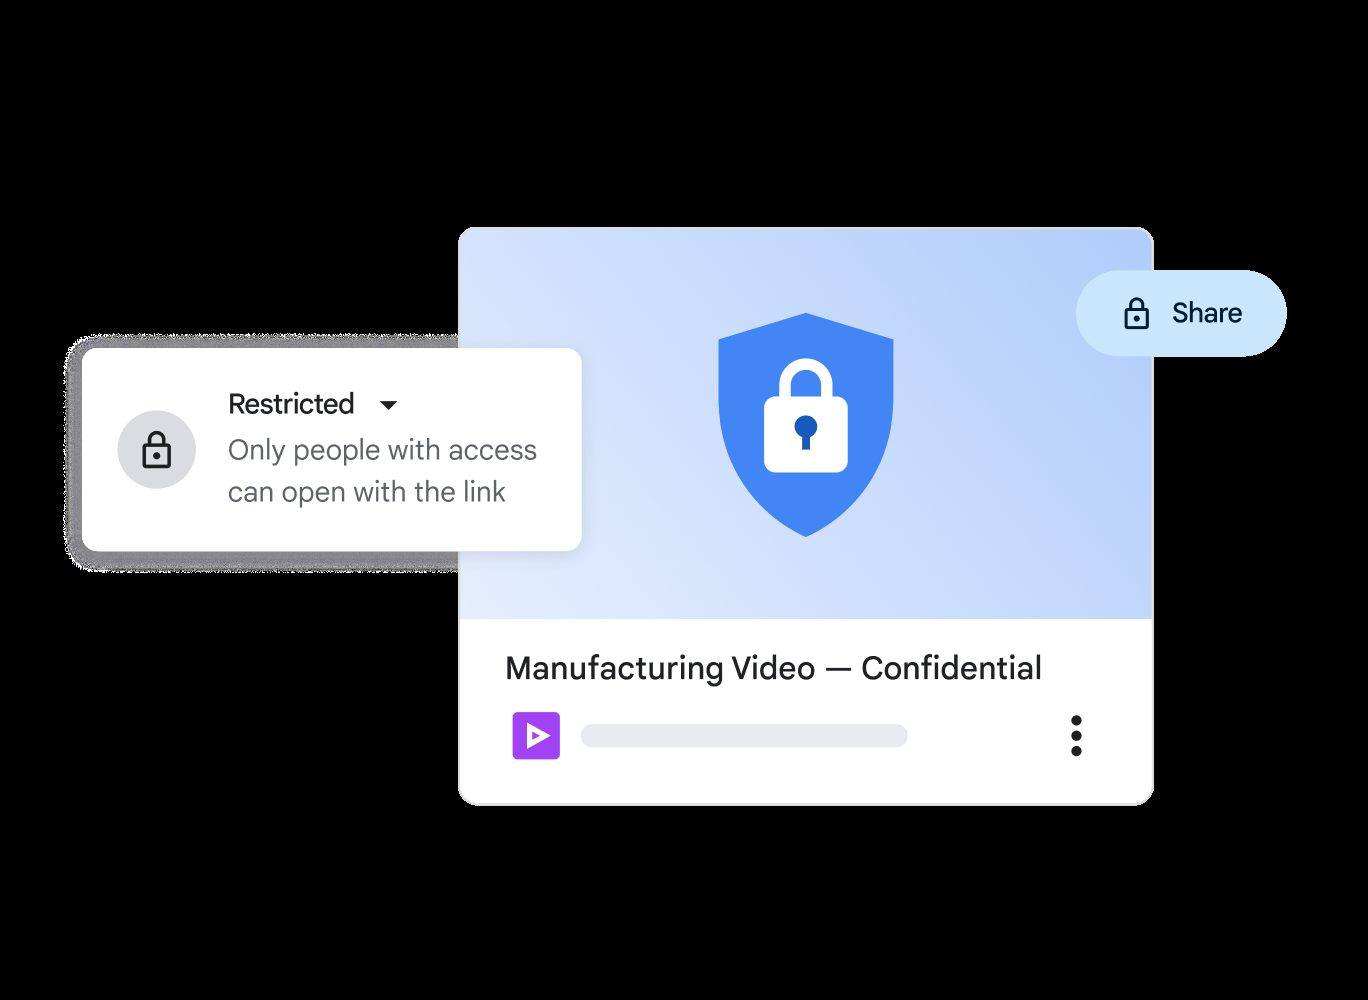 Share
Restricted
Only people with access
can open with the link
Manufacturing Video — Confidential